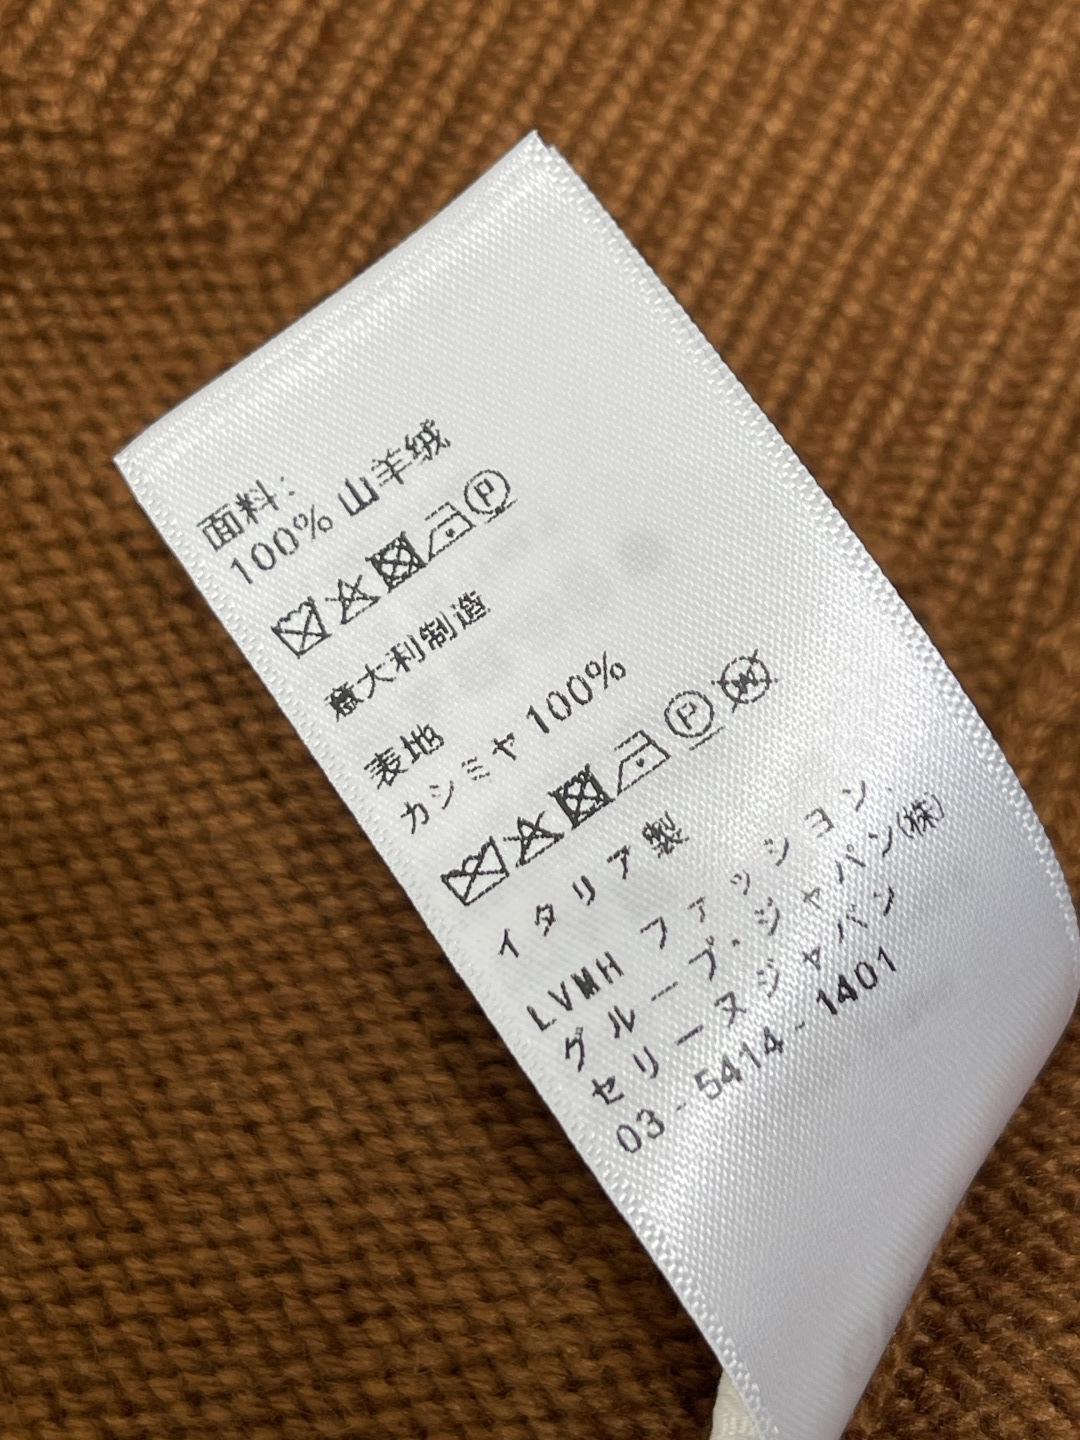 面料:
100% 山羊绒
P
意大利制造
表地
カシミヤ 100%
P W
イタリア製
LVMH ファッション.
グループ・ジャパン(株)
セリーヌジャパン
03-5414-1401